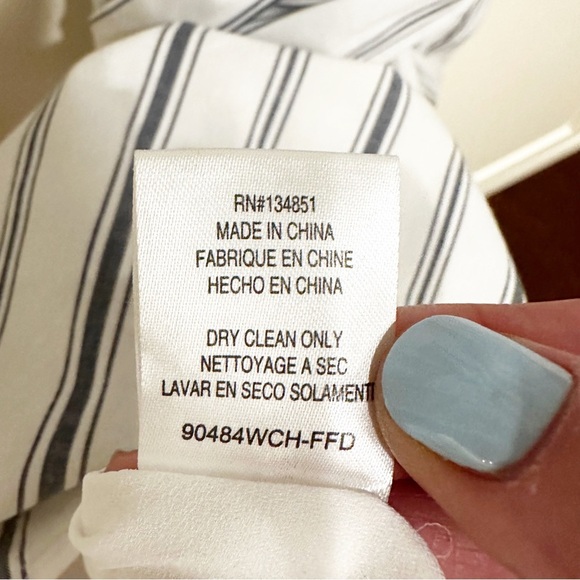 RN#134851
MADE IN CHINA
FABRIQUE EN CHINE
HECHO EN CHINA
DRY CLEAN ONLY
NETTOYAGE A SEC
LAVAR EN SECO SOLAMENT
90484WCH-FFD